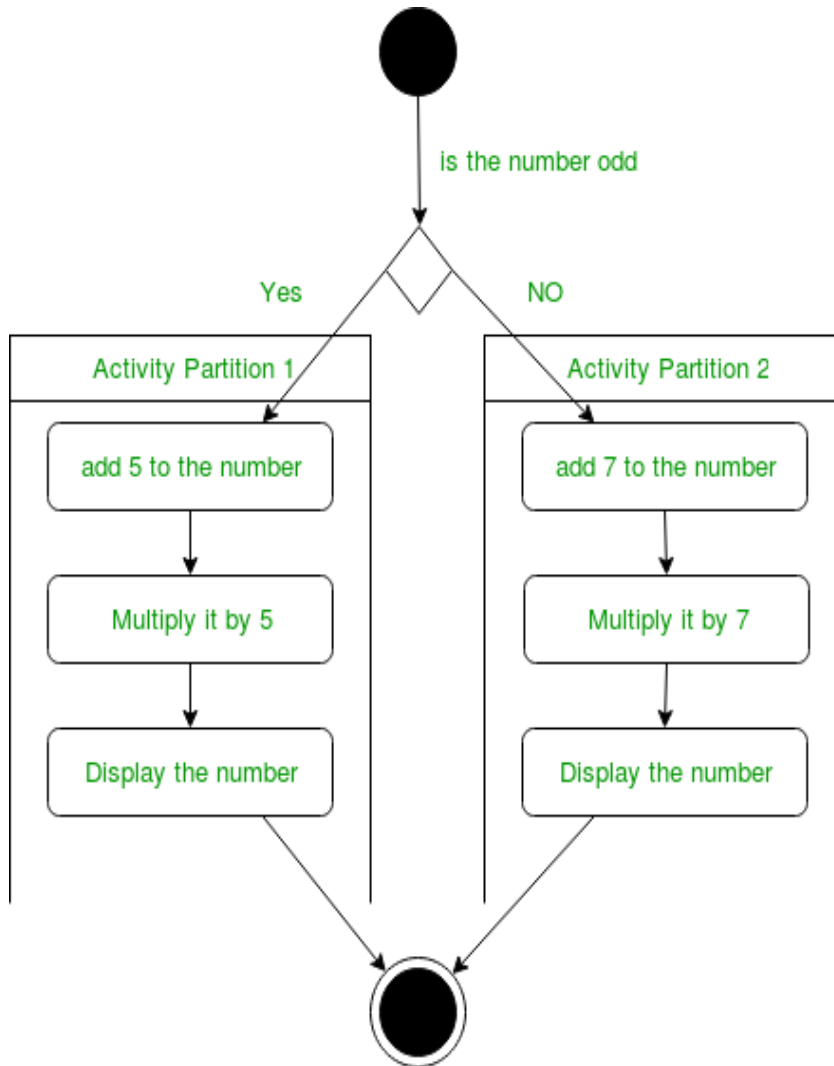 is the number odd
Yes
NO
Activity Partition 1
Activity Partition 2
add 5 to the number
add 7 to the number
Multiply it by 5
Multiply it by 7
Display the number
Display the number